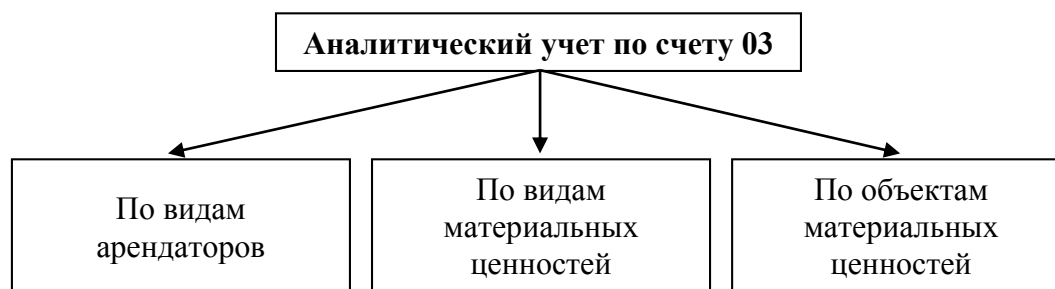 Аналитический учет по счету 03
По видам
арендаторов
По видам
материальных
ценностей
По объектам
материальных
ценностей